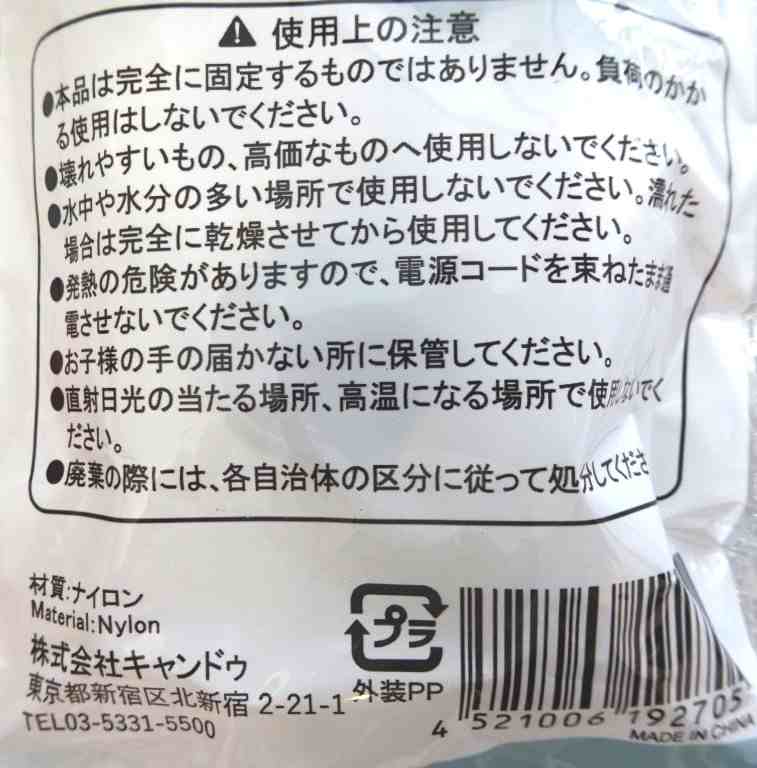 使用上の注意
●本品は完全に固定するものではありません。負荷のかか
る使用はしないでください。
●壊れやすいもの、高価なものへ使用しないでください。
●水中や水分の多い場所で使用しないでください。濡れた
場合は完全に乾燥させてから使用してください。
●発熱の危険がありますので、電源コードを束ねたまま通
電させないでください。
●お子様の手の届かない所に保管してください。
●直射日光の当たる場所、高温になる場所で使用しないでく
ださい。
●廃棄の際には、各自治体の区分に従って処分してくださ
材質:ナイロン
Material:Nylon
株式会社キャンドゥ
東京都新宿区北新宿 2-21-1
TEL03-5331-5500
プラ
外装PP
4 521006 192705
MADE IN CHINA